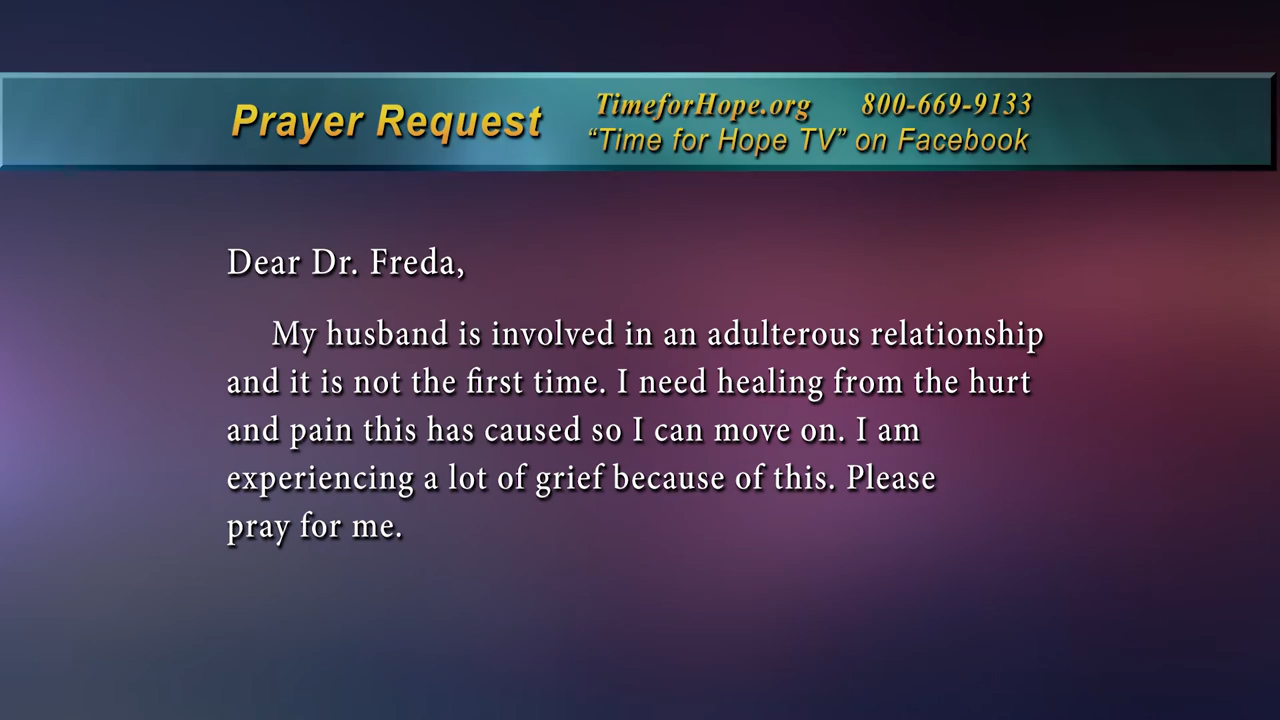 Prayer Request
TimeforHope.org 800-669-9133
“Time for Hope TV” on Facebook
Dear Dr. Freda,
My husband is involved in an adulterous relationship
and it is not the first time. I need healing from the hurt
and pain this has caused so I can move on. I am
experiencing a lot of grief because of this. Please
pray for me.